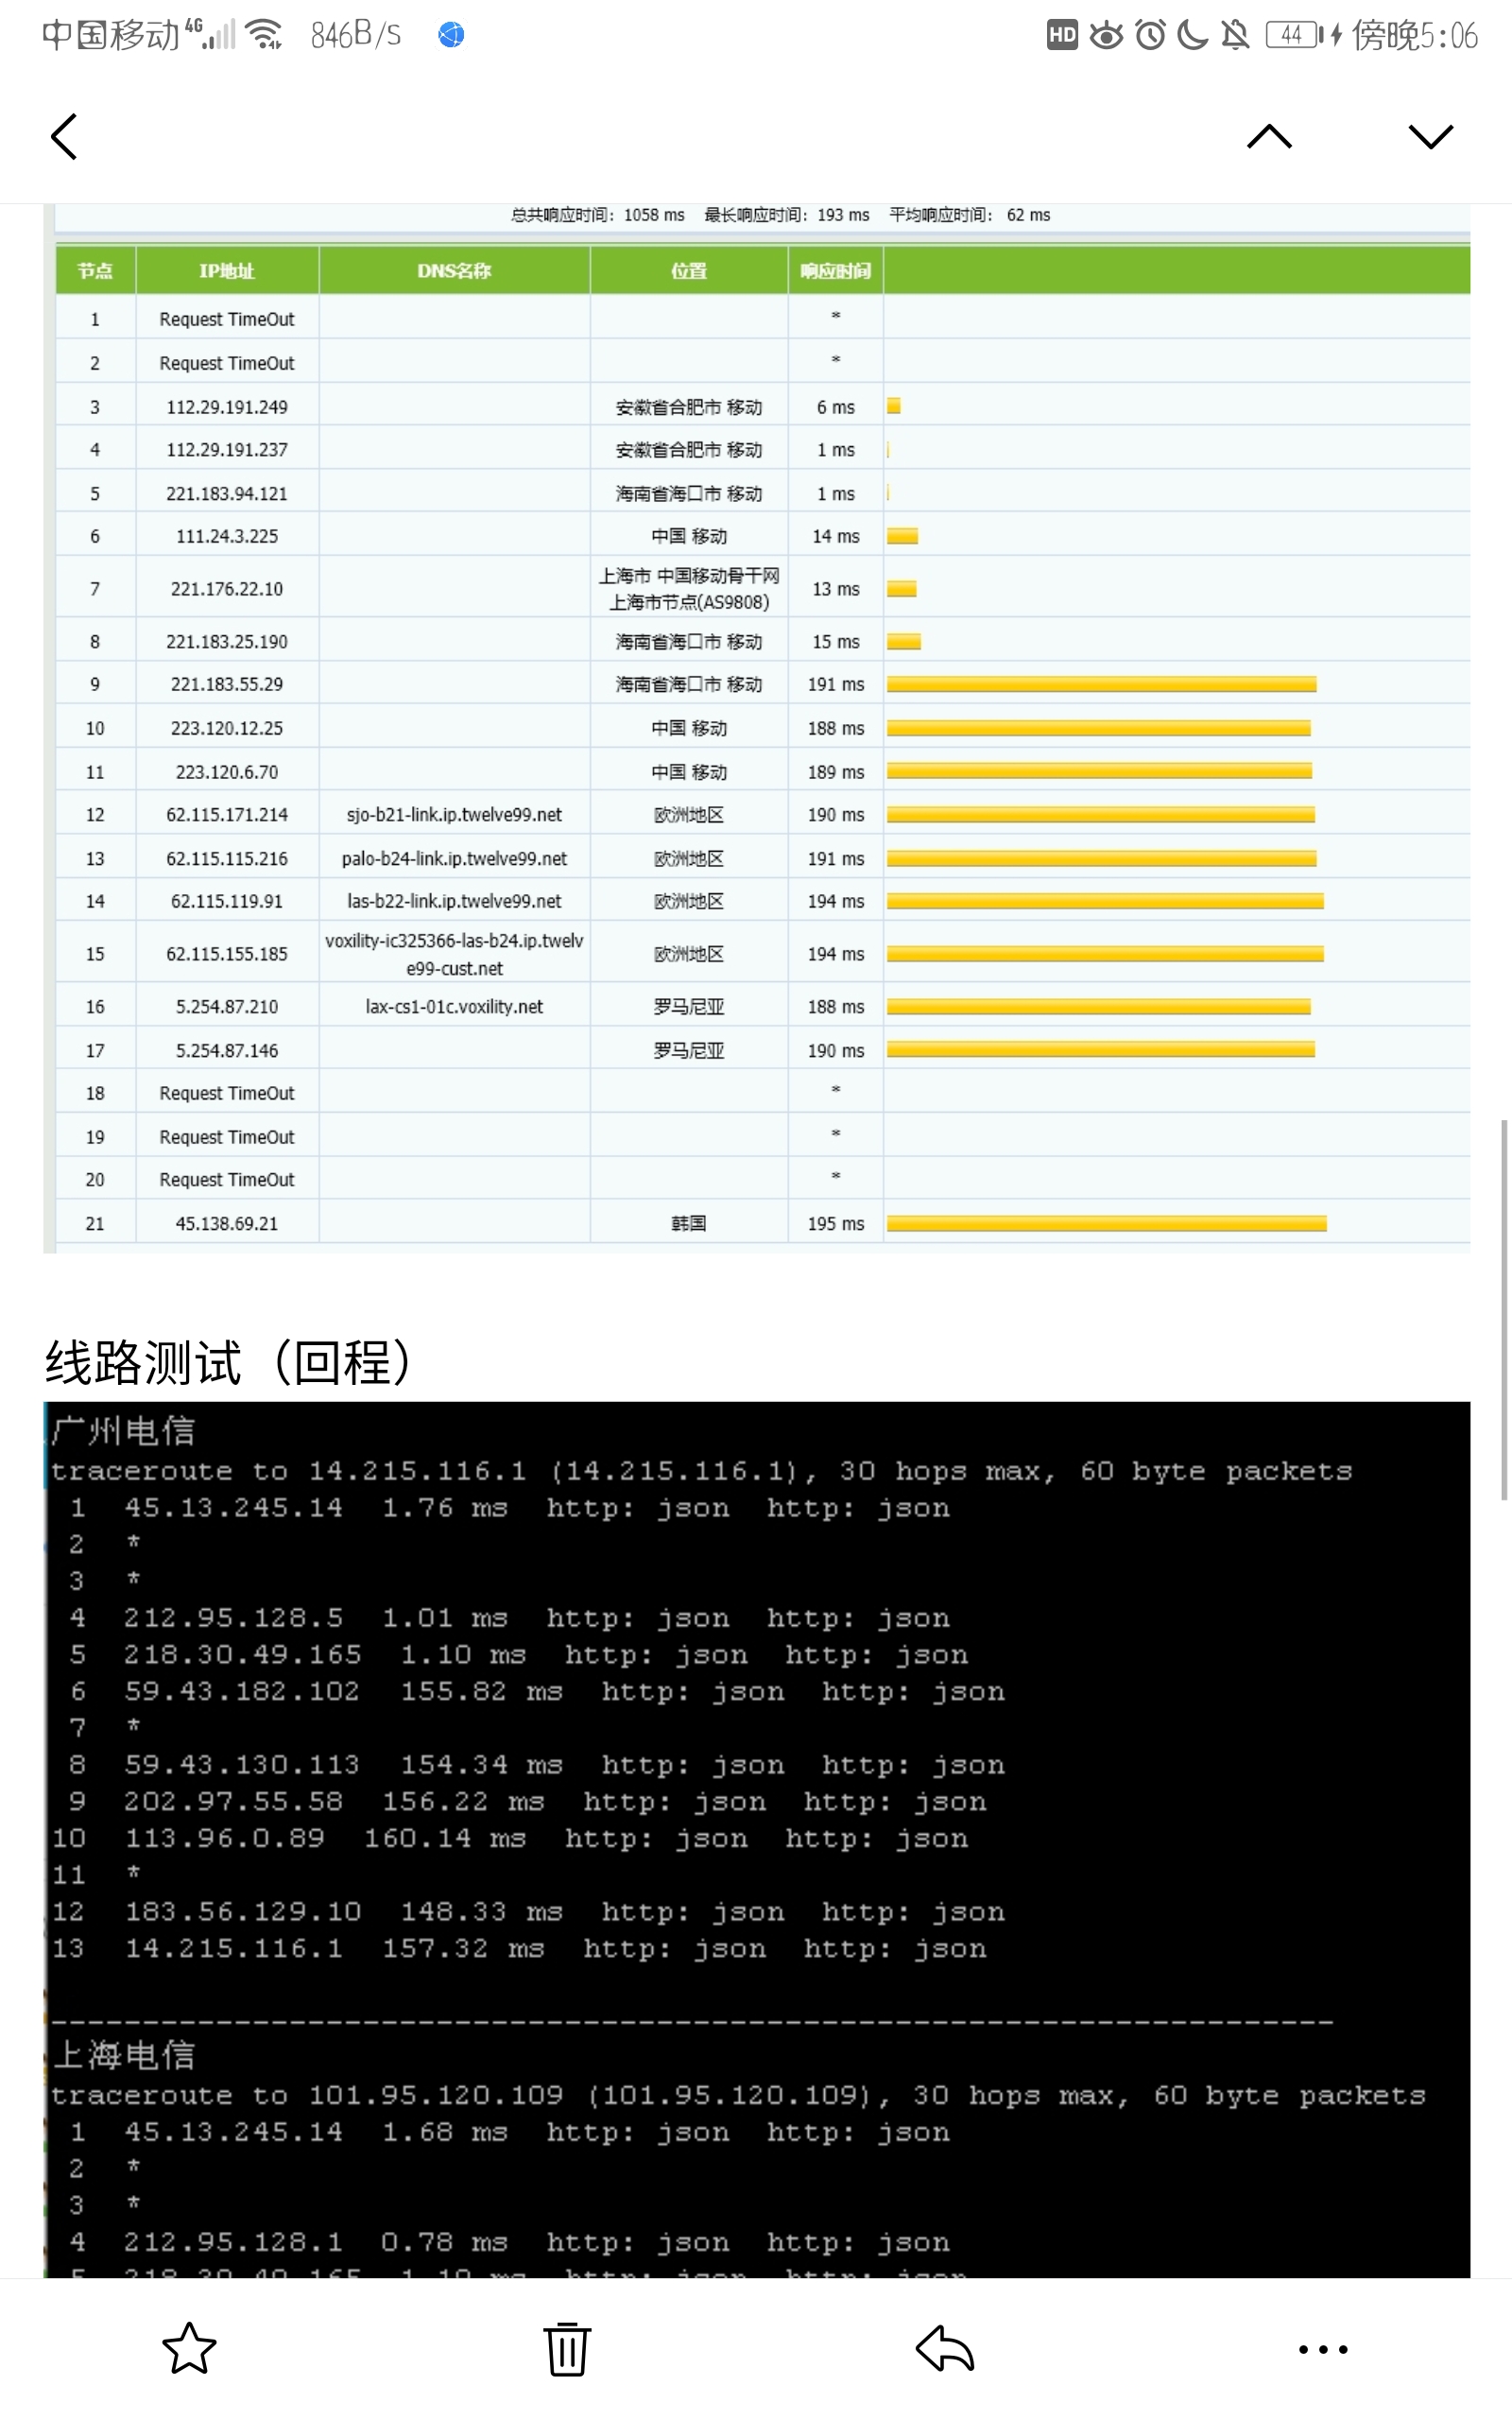 中国移动 4G 846B/s HD 44 傍晚5:06
总共响应时间：1058 ms 最长响应时间：193 ms 平均响应时间： 62 ms
节点 IP地址 DNS名称 位置 响应时间
1 Request TimeOut *
2 Request TimeOut *
3 112.29.191.249 安徽省合肥市 移动 6 ms
4 112.29.191.237 安徽省合肥市 移动 1 ms
5 221.183.94.121 海南省海口市 移动 1 ms
6 111.24.3.225 中国 移动 14 ms
7 221.176.22.10 上海市 中国移动骨干网 13 ms
上海市节点(AS9808)
8 221.183.25.190 海南省海口市 移动 15 ms
9 221.183.55.29 海南省海口市 移动 191 ms
10 223.120.12.25 中国 移动 188 ms
11 223.120.6.70 中国 移动 189 ms
12 62.115.171.214 sjo-b21-link.ip.twelve99.net 欧洲地区 190 ms
13 62.115.115.216 palo-b24-link.ip.twelve99.net 欧洲地区 191 ms
14 62.115.119.91 las-b22-link.ip.twelve99.net 欧洲地区 194 ms
15 62.115.155.185 voxility-ic325366-las-b24.ip.twelv 欧洲地区 194 ms
e99-cust.net
16 5.254.87.210 lax-cs1-01c.voxility.net 罗马尼亚 188 ms
17 5.254.87.146 罗马尼亚 190 ms
18 Request TimeOut *
19 Request TimeOut *
20 Request TimeOut *
21 45.138.69.21 韩国 195 ms
线路测试（回程）
广州电信
traceroute to 14.215.116.1 (14.215.116.1), 30 hops max, 60 byte packets
1 45.13.245.14 1.76 ms http: json http: json
2 *
3 *
4 212.95.128.5 1.01 ms http: json http: json
5 218.30.49.165 1.10 ms http: json http: json
6 59.43.182.102 155.82 ms http: json http: json
7 *
8 59.43.130.113 154.34 ms http: json http: json
9 202.97.55.58 156.22 ms http: json http: json
10 113.96.0.89 160.14 ms http: json http: json
11 *
12 183.56.129.10 148.33 ms http: json http: json
13 14.215.116.1 157.32 ms http: json http: json
----------------------------------------------------------------------
上海电信
traceroute to 101.95.120.109 (101.95.120.109), 30 hops max, 60 byte packets
1 45.13.245.14 1.68 ms http: json http: json
2 *
3 *
4 212.95.128.1 0.78 ms http: json http: json
5 218.30.49.165 1.10 ms http: json http: json